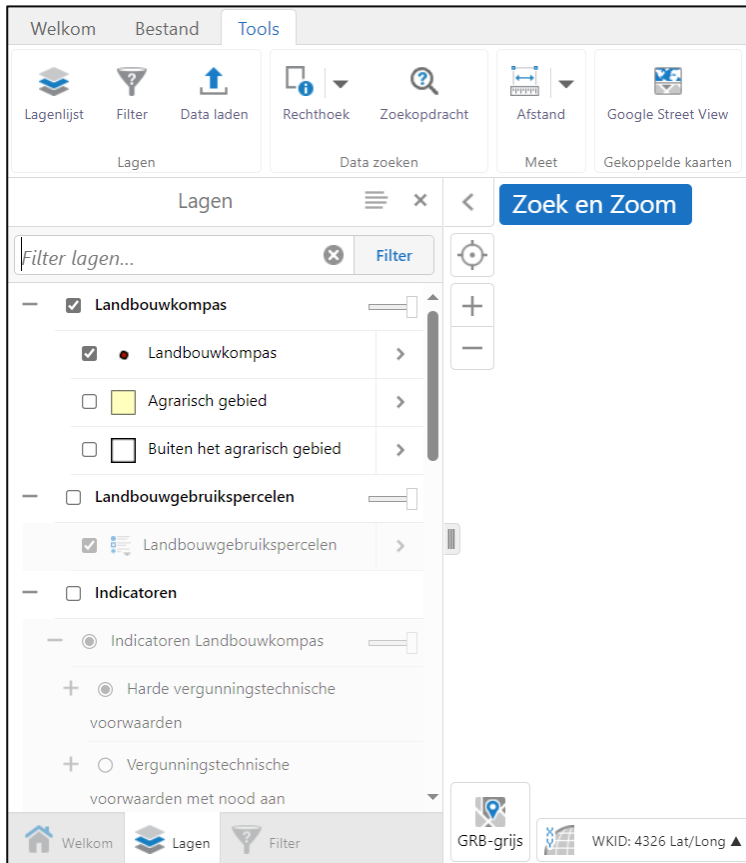 Welkom Bestand Tools
Lagenlijst Filter Data laden Rechthoek Zoekopdracht Afstand Google Street View
Lagen Data zoeken Meet Gekoppelde kaarten
Lagen
Zoek en Zoom
Filter lagen... Filter
Landbouwkompas
Landbouwkompas
Agrarisch gebied
Buiten het agrarisch gebied
Landbouwgebruikspercelen
Landbouwgebruikspercelen
Indicatoren
Indicatoren Landbouwkompas
Harde vergunningstechnische
voorwaarden
Vergunningstechnische
voorwaarden met nood aan
Welkom Lagen Filter
GRB-grijs
X Y
WKID: 4326 Lat/Long ▲